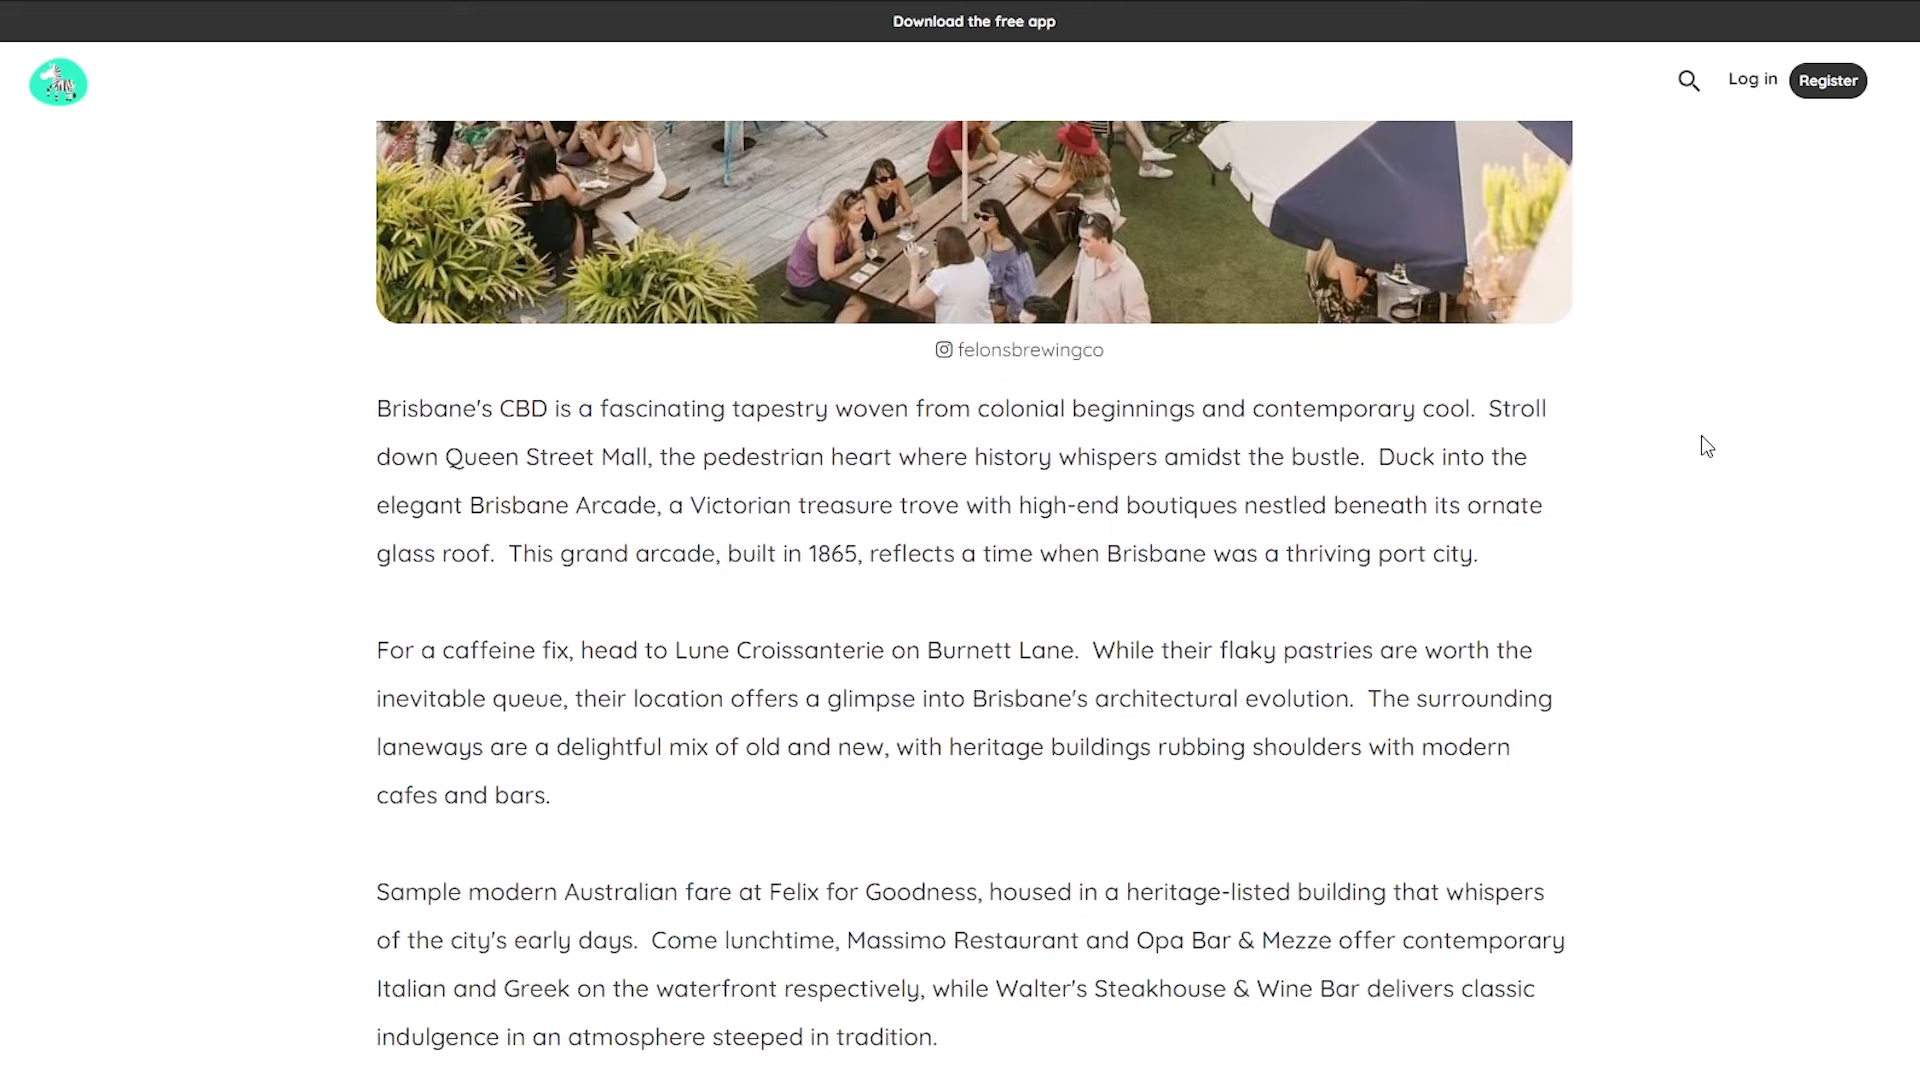 Download the free app
Log in
Register
felonsbrewingco
Brisbane's CBD is a fascinating tapestry woven from colonial beginnings and contemporary cool. Stroll
down Queen Street Mall, the pedestrian heart where history whispers amidst the bustle. Duck into the
elegant Brisbane Arcade, a Victorian treasure trove with high-end boutiques nestled beneath its ornate
glass roof. This grand arcade, built in 1865, reflects a time when Brisbane was a thriving port city.
For a caffeine fix, head to Lune Croissanterie on Burnett Lane. While their flaky pastries are worth the
inevitable queue, their location offers a glimpse into Brisbane's architectural evolution. The surrounding
laneways are a delightful mix of old and new, with heritage buildings rubbing shoulders with modern
cafes and bars.
Sample modern Australian fare at Felix for Goodness, housed in a heritage-listed building that whispers
of the city's early days. Come lunchtime, Massimo Restaurant and Opa Bar & Mezze offer contemporary
Italian and Greek on the waterfront respectively, while Walter's Steakhouse & Wine Bar delivers classic
indulgence in an atmosphere steeped in tradition.